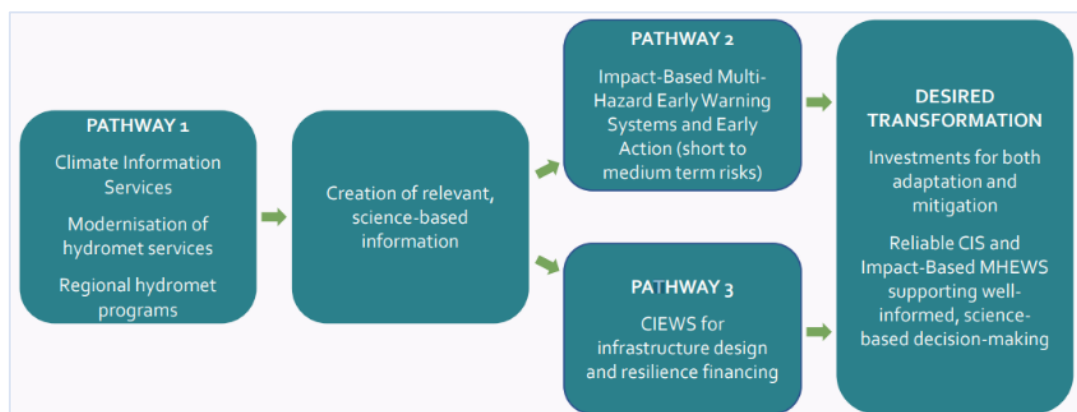 PATHWAY 1
Climate Information
Services
Modernisation of
hydromet services
Regional hydromet
programs
Creation of relevant,
science-based
information
PATHWAY 2
Impact-Based Multi-
Hazard Early Warning
Systems and Early
Action (short to
medium term risks)
PATHWAY 3
CIEWS for
infrastructure design
and resilience financing
DESIRED
TRANSFORMATION
Investments for both
adaptation and
mitigation
Reliable CIS and
Impact-Based MHEWS
supporting well-
informed, science-
based decision-making